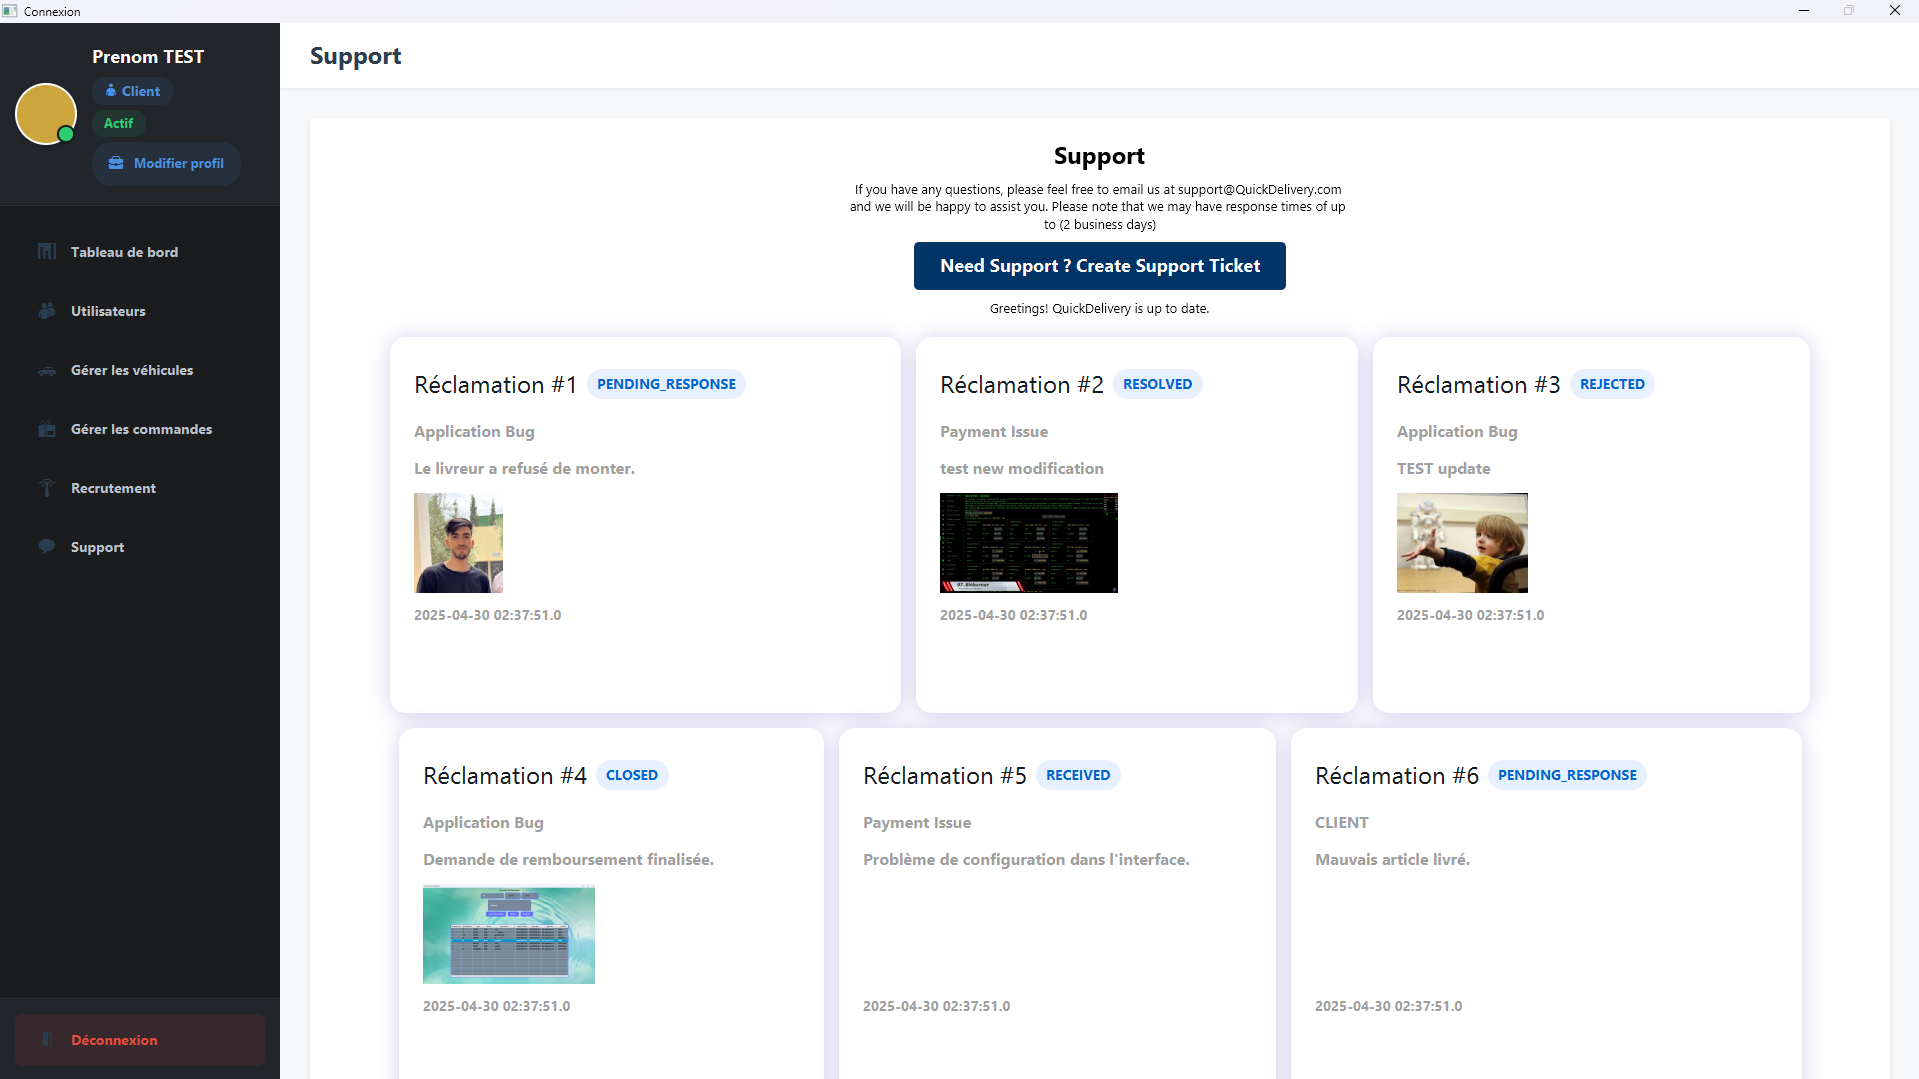 Connexion
Prenom TEST
Client
Actif
Modifier profil
Tableau de bord
Utilisateurs
Gérer les véhicules
Gérer les commandes
Recrutement
Support
Déconnexion
Support
Support
If you have any questions, please feel free to email us at support@QuickDelivery.com
and we will be happy to assist you. Please note that we may have response times of up
to (2 business days)
Need Support ? Create Support Ticket
Greetings! QuickDelivery is up to date.
Réclamation #1 PENDING_RESPONSE
Application Bug
Le livreur a refusé de monter.
2025-04-30 02:37:51.0
Réclamation #2 RESOLVED
Payment Issue
test new modification
2025-04-30 02:37:51.0
Réclamation #3 REJECTED
Application Bug
TEST update
2025-04-30 02:37:51.0
Réclamation #4 CLOSED
Application Bug
Demande de remboursement finalisée.
2025-04-30 02:37:51.0
Réclamation #5 RECEIVED
Payment Issue
Problème de configuration dans l'interface.
2025-04-30 02:37:51.0
Réclamation #6 PENDING_RESPONSE
CLIENT
Mauvais article livré.
2025-04-30 02:37:51.0